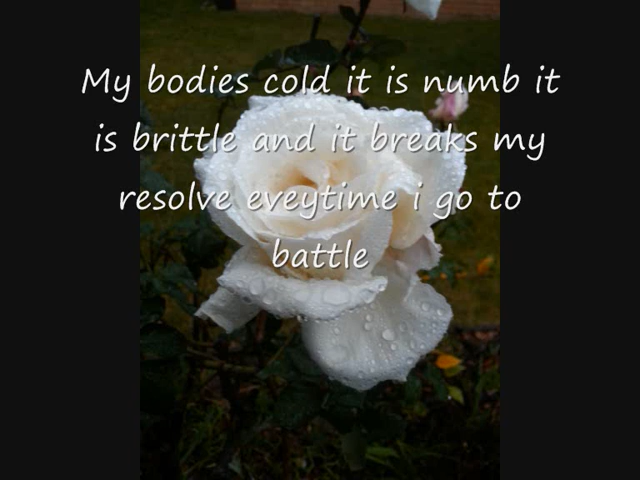 My bodies cold it is numb it
is brittle and it breaks my
resolve eveytime i go to
battle